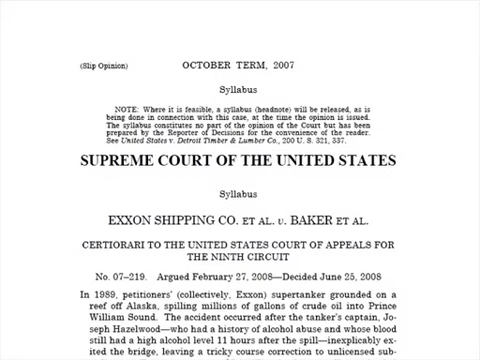 (Slip Opinion) OCTOBER TERM, 2007
Syllabus
NOTE: Where it is feasible, a syllabus (headnote) will be released, as is
being done in connection with this case, at the time the opinion is issued.
The syllabus constitutes no part of the opinion of the Court but has been
prepared by the Reporter of Decisions for the convenience of the reader.
See United States v. Detroit Timber & Lumber Co., 200 U. S. 321, 337.
SUPREME COURT OF THE UNITED STATES
Syllabus
EXXON SHIPPING CO. ET AL. v. BAKER ET AL.
CERTIORARI TO THE UNITED STATES COURT OF APPEALS FOR
THE NINTH CIRCUIT
No. 07–219. Argued February 27, 2008—Decided June 25, 2008
In 1989, petitioners' (collectively, Exxon) supertanker grounded on a
reef off Alaska, spilling millions of gallons of crude oil into Prince
William Sound. The accident occurred after the tanker's captain, Jo-
seph Hazelwood—who had a history of alcohol abuse and whose blood
still had a high alcohol level 11 hours after the spill—inexplicably ex-
ited the bridge, leaving a tricky course correction to unlicensed sub-